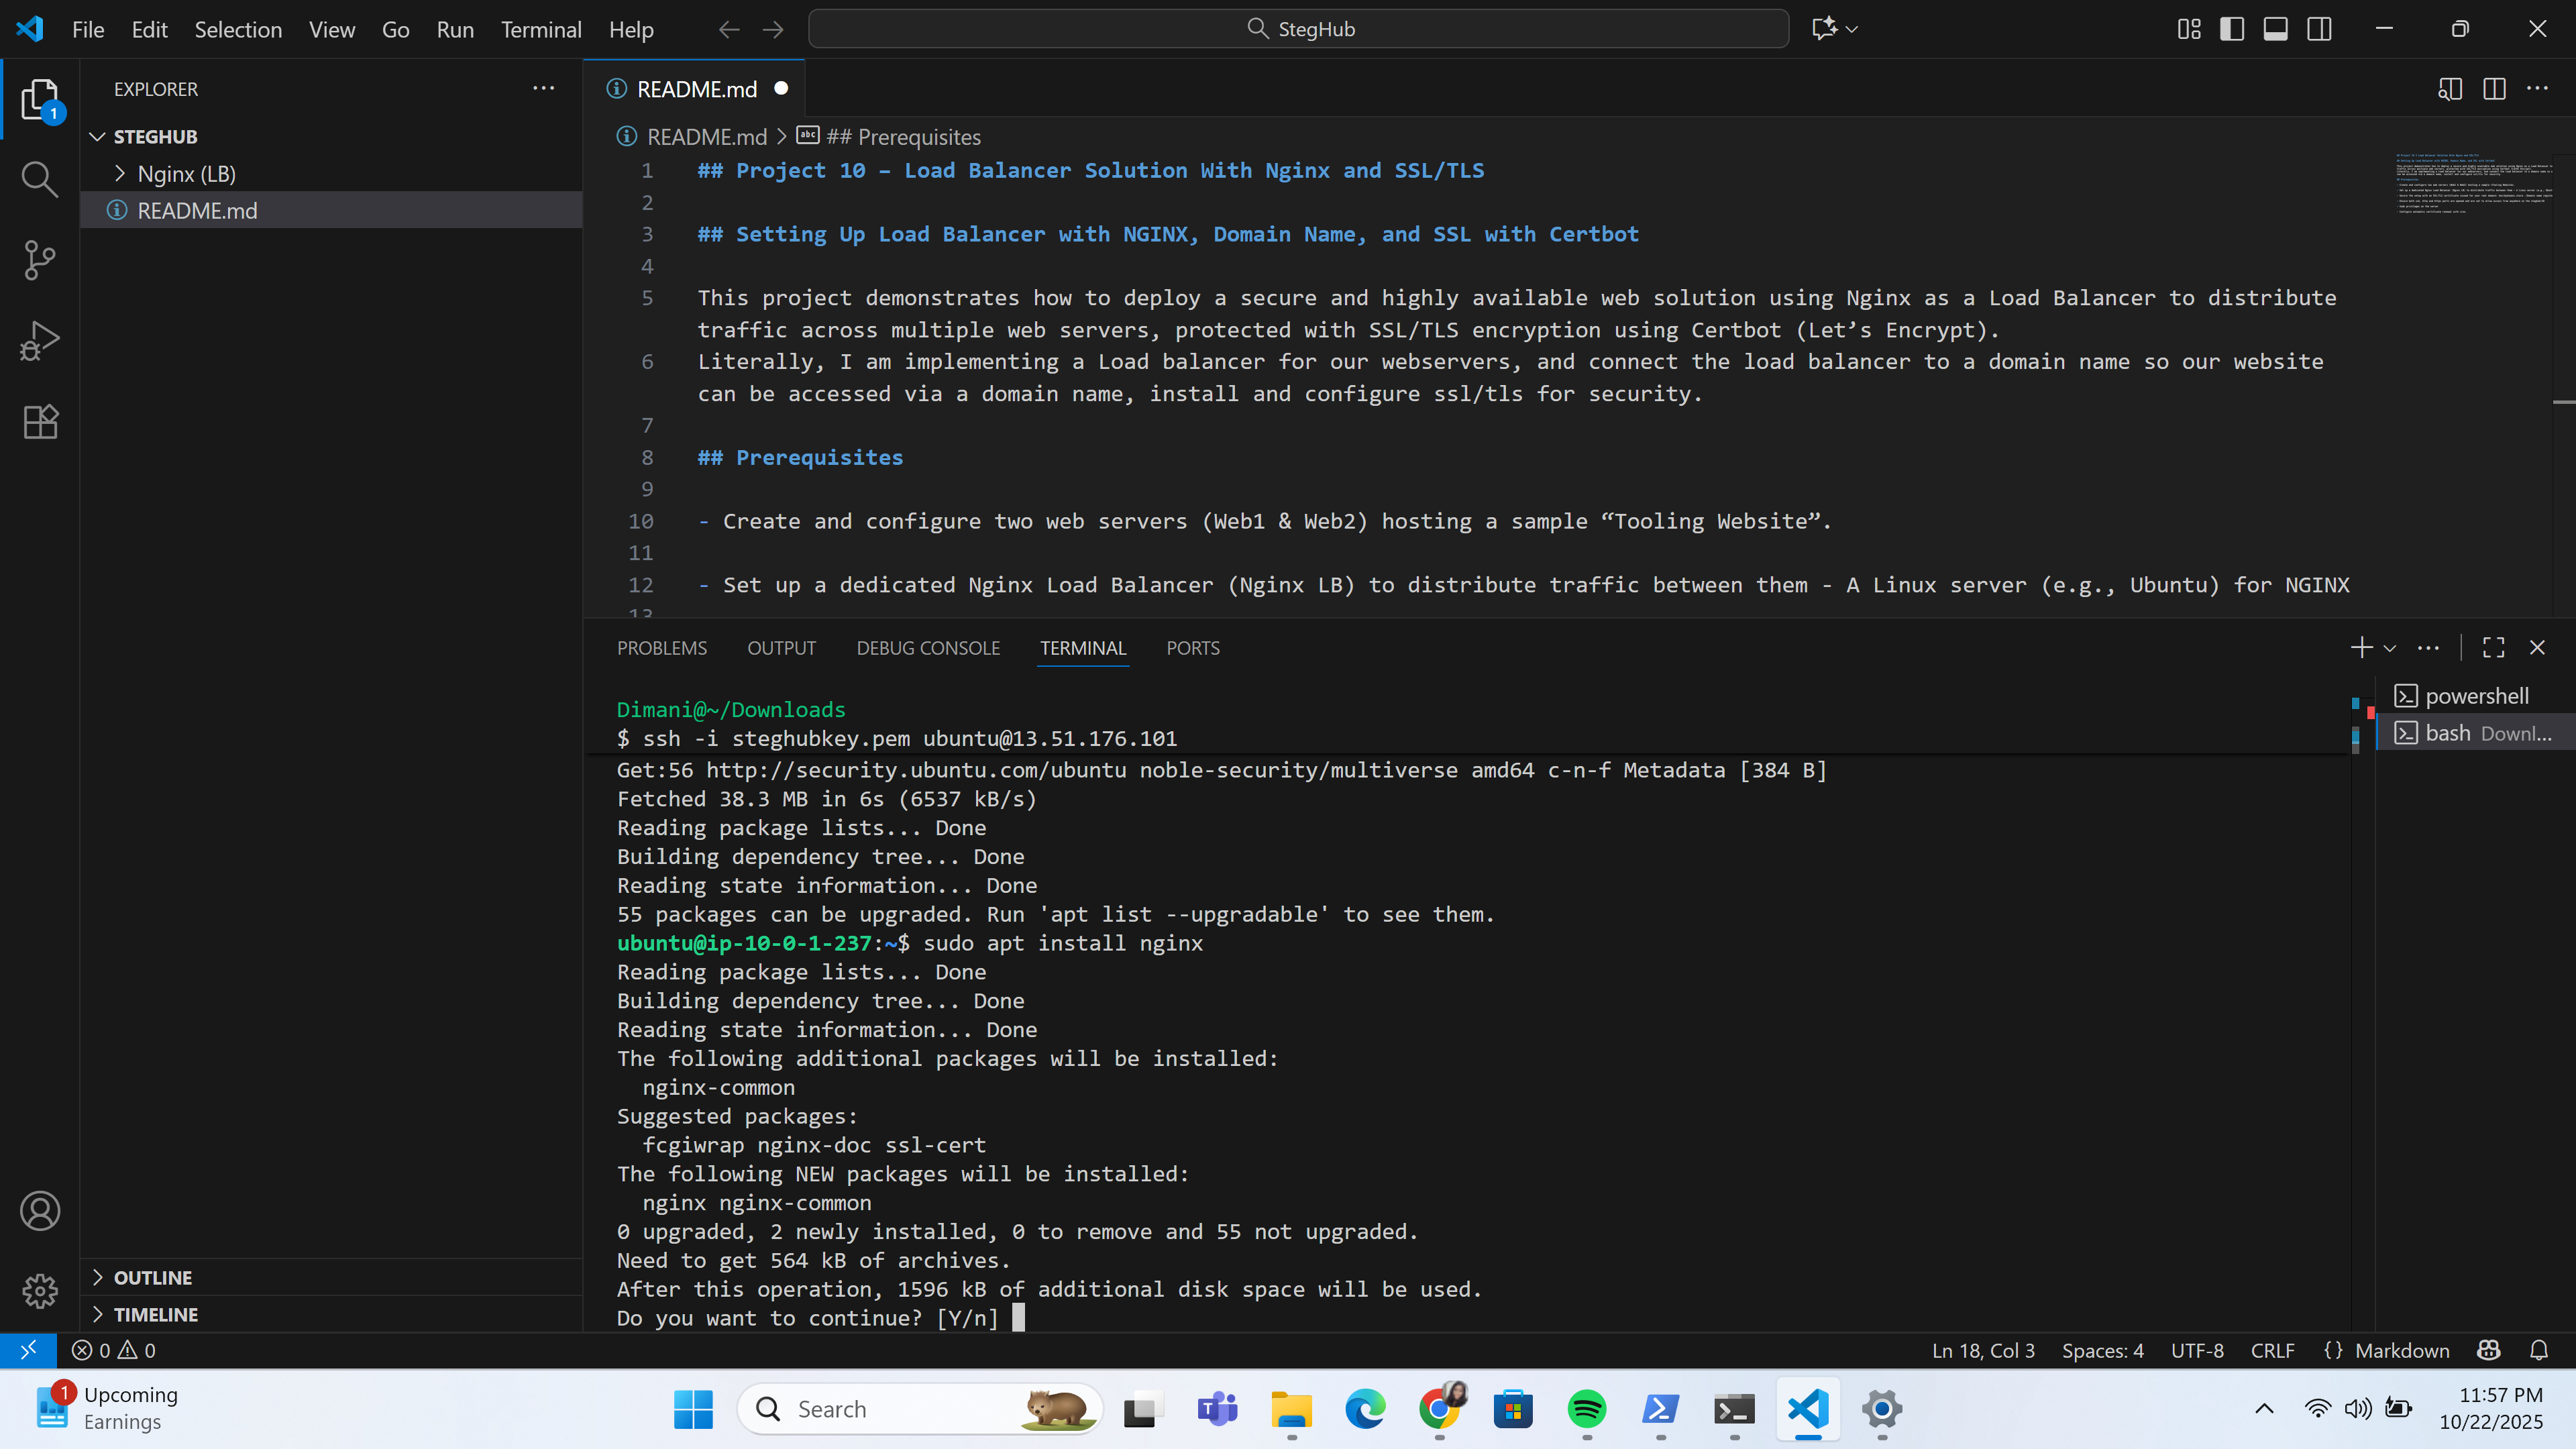 File Edit Selection View Go Run Terminal Help
StegHub
EXPLORER
1
STEGHUB
Nginx (LB)
README.md
README.md
README.md > ## Prerequisites
1 ## Project 10 – Load Balancer Solution With Nginx and SSL/TLS
2
3 ## Setting Up Load Balancer with NGINX, Domain Name, and SSL with Certbot
4
5 This project demonstrates how to deploy a secure and highly available web solution using Nginx as a Load Balancer to distribute
traffic across multiple web servers, protected with SSL/TLS encryption using Certbot (Let’s Encrypt).
6 Literally, I am implementing a Load balancer for our webservers, and connect the load balancer to a domain name so our website
can be accessed via a domain name, install and configure ssl/tls for security.
7
8 ## Prerequisites
9
10 - Create and configure two web servers (Web1 & Web2) hosting a sample “Tooling Website”.
11
12 - Set up a dedicated Nginx Load Balancer (Nginx LB) to distribute traffic between them - A Linux server (e.g., Ubuntu) for NGINX
13
PROBLEMS OUTPUT DEBUG CONSOLE TERMINAL PORTS
powershell
bash Downl...
Dimani@~/Downloads
$ ssh -i steghubkey.pem ubuntu@13.51.176.101
Get:56 http://security.ubuntu.com/ubuntu noble-security/multiverse amd64 c-n-f Metadata [384 B]
Fetched 38.3 MB in 6s (6537 kB/s)
Reading package lists... Done
Building dependency tree... Done
Reading state information... Done
55 packages can be upgraded. Run 'apt list --upgradable' to see them.
ubuntu@ip-10-0-1-237:~$ sudo apt install nginx
Reading package lists... Done
Building dependency tree... Done
Reading state information... Done
The following additional packages will be installed:
nginx-common
Suggested packages:
fcgiwrap nginx-doc ssl-cert
The following NEW packages will be installed:
nginx nginx-common
0 upgraded, 2 newly installed, 0 to remove and 55 not upgraded.
Need to get 564 kB of archives.
After this operation, 1596 kB of additional disk space will be used.
Do you want to continue? [Y/n]
OUTLINE
TIMELINE
0 0
Ln 18, Col 3 Spaces: 4 UTF-8 CRLF {} Markdown
1
Upcoming
Earnings
Search
11:57 PM
10/22/2025